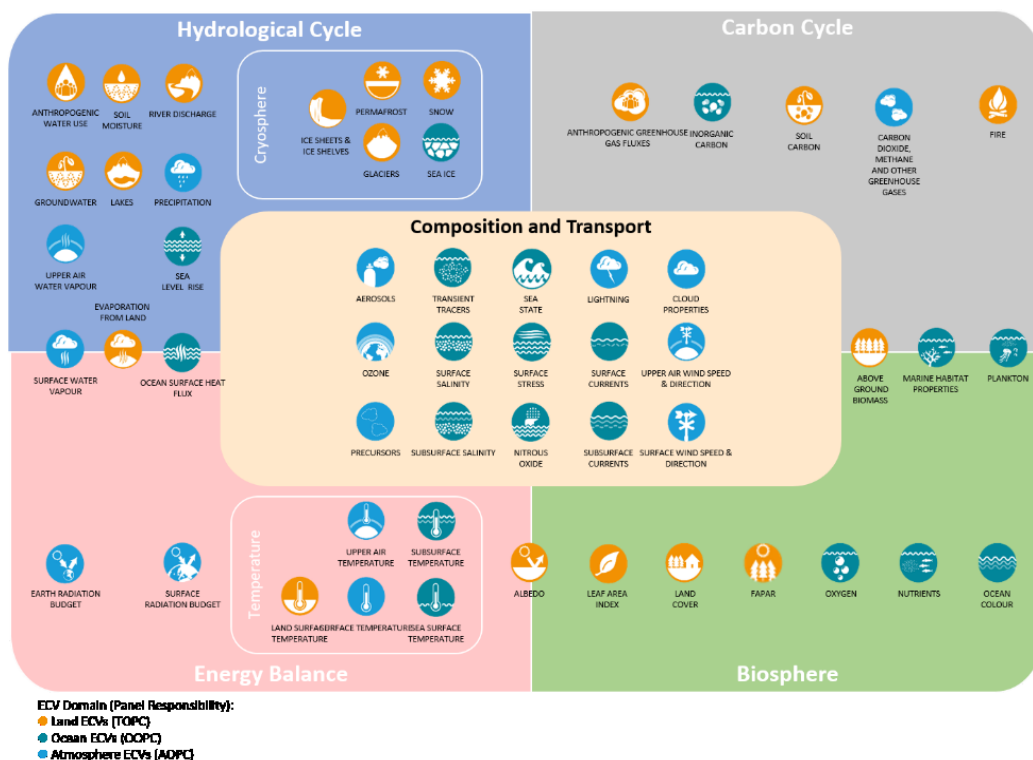 Hydrological Cycle
Carbon Cycle
Cryosphere
ANTHROPOGENIC
WATER USE
SOIL
MOISTURE
RIVER DISCHARGE
PERMAFROST
SNOW
ICE SHEETS &
ICE SHELVES
GLACIERS
SEA ICE
ANTHROPOGENIC GREENHOUSE
GAS FLUXES
INORGANIC
CARBON
SOIL
CARBON
CARBON
DIOXIDE,
METHANE
AND OTHER
GREENHOUSE
GASES
FIRE
GROUNDWATER
LAKES
PRECIPITATION
UPPER AIR
WATER VAPOUR
SEA
LEVEL RISE
EVAPORATION
FROM LAND
SURFACE WATER
VAPOUR
OCEAN SURFACE HEAT
FLUX
Composition and Transport
AEROSOLS
TRANSIENT
TRACERS
SEA
STATE
LIGHTNING
CLOUD
PROPERTIES
OZONE
SURFACE
SALINITY
SURFACE
STRESS
SURFACE
CURRENTS
UPPER AIR WIND SPEED
& DIRECTION
PRECURSORS
SUBSURFACE SALINITY
NITROUS
OXIDE
SUBSURFACE
CURRENTS
SURFACE WIND SPEED &
DIRECTION
ABOVE
GROUND
BIOMASS
MARINE HABITAT
PROPERTIES
PLANKTON
Temperature
UPPER AIR
TEMPERATURE
SUBSURFACE
TEMPERATURE
EARTH RADIATION
BUDGET
SURFACE
RADIATION BUDGET
LAND SURFACE
TEMPERATURE
SURFACE TEMPERATURE
SEA SURFACE
TEMPERATURE
ALBEDO
LEAF AREA
INDEX
LAND
COVER
FAPAR
OXYGEN
NUTRIENTS
OCEAN
COLOUR
Energy Balance
Biosphere
ECV Domain (Panel Responsibility):
Land ECVs (TOPC)
Ocean ECVs (OOPC)
Atmosphere ECVs (AOPC)